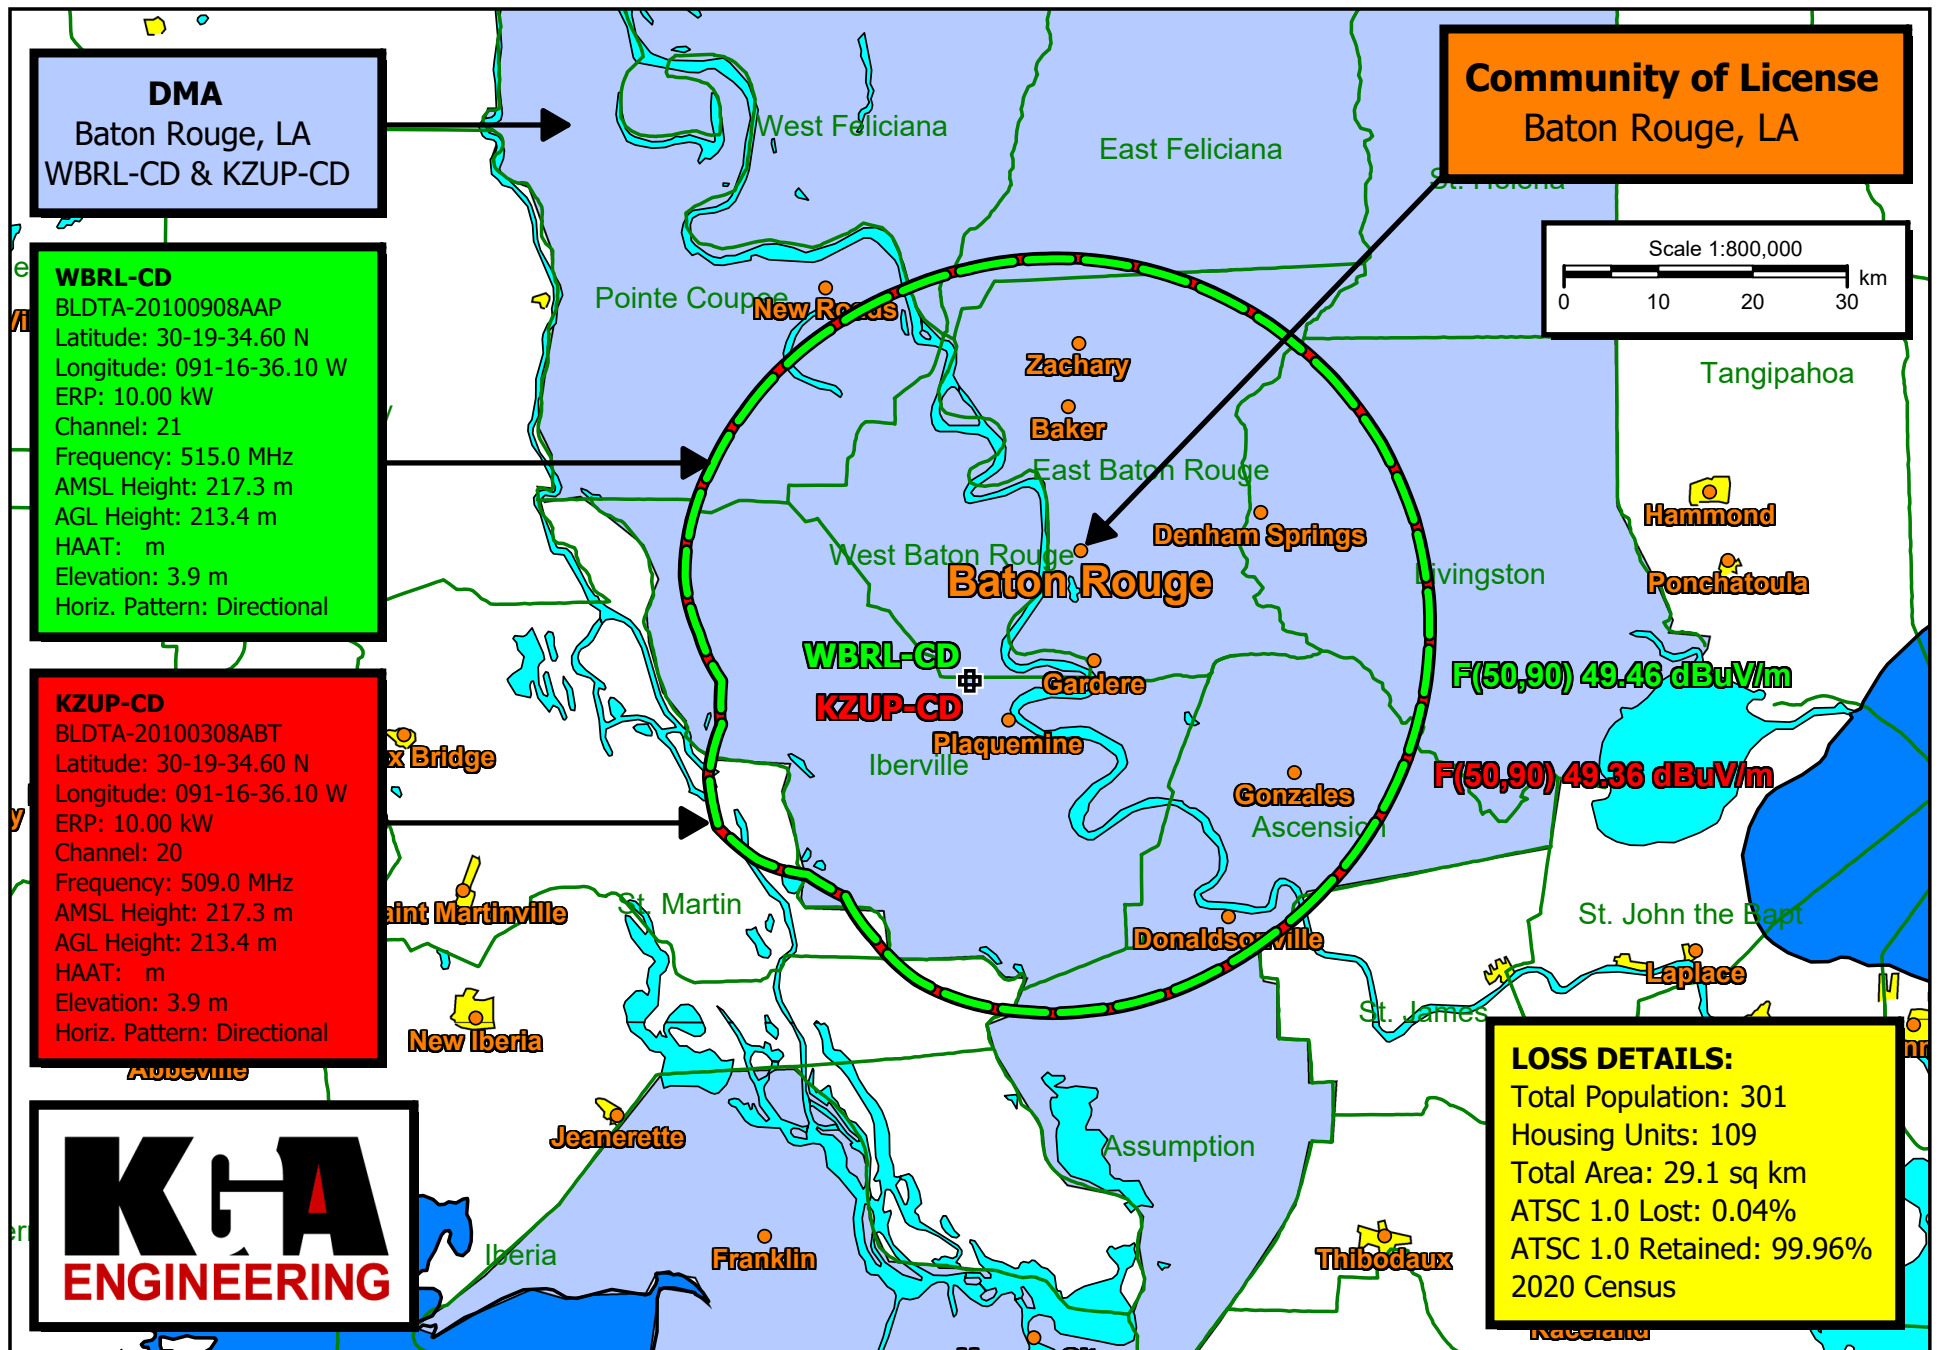 DMA
Baton Rouge, LA
WBRL-CD & KZUP-CD
Community of License
Baton Rouge, LA
West Feliciana
East Feliciana
St. Helena
Scale 1:800,000
0 10 20 30 km
WBRL-CD
BLDTA-20100908AAP
Latitude: 30-19-34.60 N
Longitude: 091-16-36.10 W
ERP: 10.00 kW
Channel: 21
Frequency: 515.0 MHz
AMSL Height: 217.3 m
AGL Height: 213.4 m
HAAT: m
Elevation: 3.9 m
Horiz. Pattern: Directional
Pointe Coupee
New Roads
Zachary
Baker
East Baton Rouge
Tangipahoa
Hammond
Denham Springs
West Baton Rouge
Baton Rouge
Livingston
Ponchatoula
WBRL-CD
KZUP-CD
Gardere
Plaquemine
Iberville
F(50,90) 49.46 dBuV/m
F(50,90) 49.36 dBuV/m
Gonzales
Ascension
KZUP-CD
BLDTA-20100308ABT
Latitude: 30-19-34.60 N
Longitude: 091-16-36.10 W
ERP: 10.00 kW
Channel: 20
Frequency: 509.0 MHz
AMSL Height: 217.3 m
AGL Height: 213.4 m
HAAT: m
Elevation: 3.9 m
Horiz. Pattern: Directional
x Bridge
aint Martinville
St. Martin
Donaldsonville
St. John the Bapt
Laplace
St. James
New Iberia
Abbeville
Jeanerette
Assumption
Iberia
Franklin
Thibodaux
Raceland
KGA
ENGINEERING
LOSS DETAILS:
Total Population: 301
Housing Units: 109
Total Area: 29.1 sq km
ATSC 1.0 Lost: 0.04%
ATSC 1.0 Retained: 99.96%
2020 Census